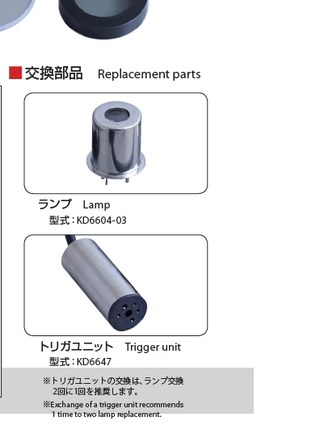 交換部品 Replacement parts
ランプ Lamp
型式：KD6604-03
トリガユニット Trigger unit
型式：KD6647
※トリガユニットの交換は、ランプ交換
2回に1回を推奨します。
※Exchange of a trigger unit recommends
1 time to two lamp replacement.